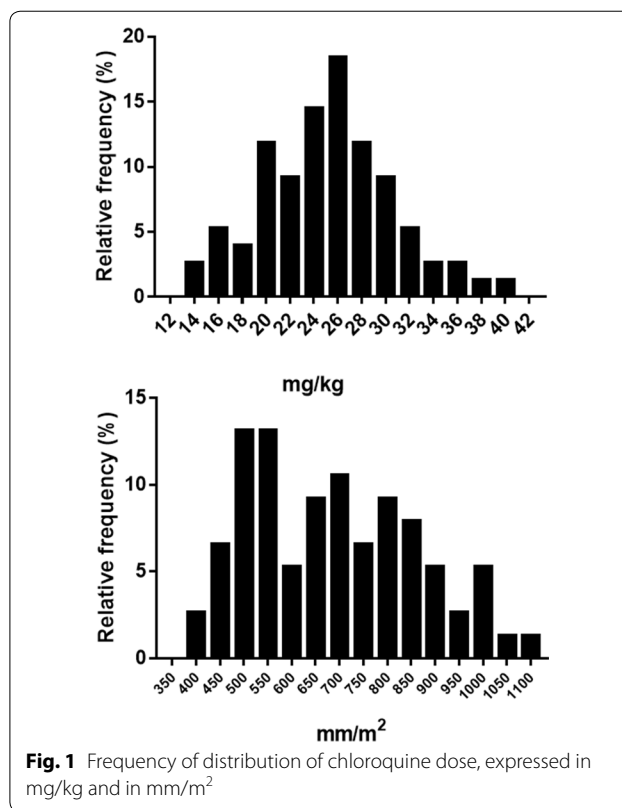 20
15
10
5
0
Relative frequency (%)
12 14 16 18 20 22 24 26 28 30 32 34 36 38 40 42
mg/kg
15
10
5
0
Relative frequency (%)
350 400 450 500 550 600 650 700 750 800 850 900 950 1000 1050 1100
mm/m²
Fig. 1 Frequency of distribution of chloroquine dose, expressed in
mg/kg and in mm/m²